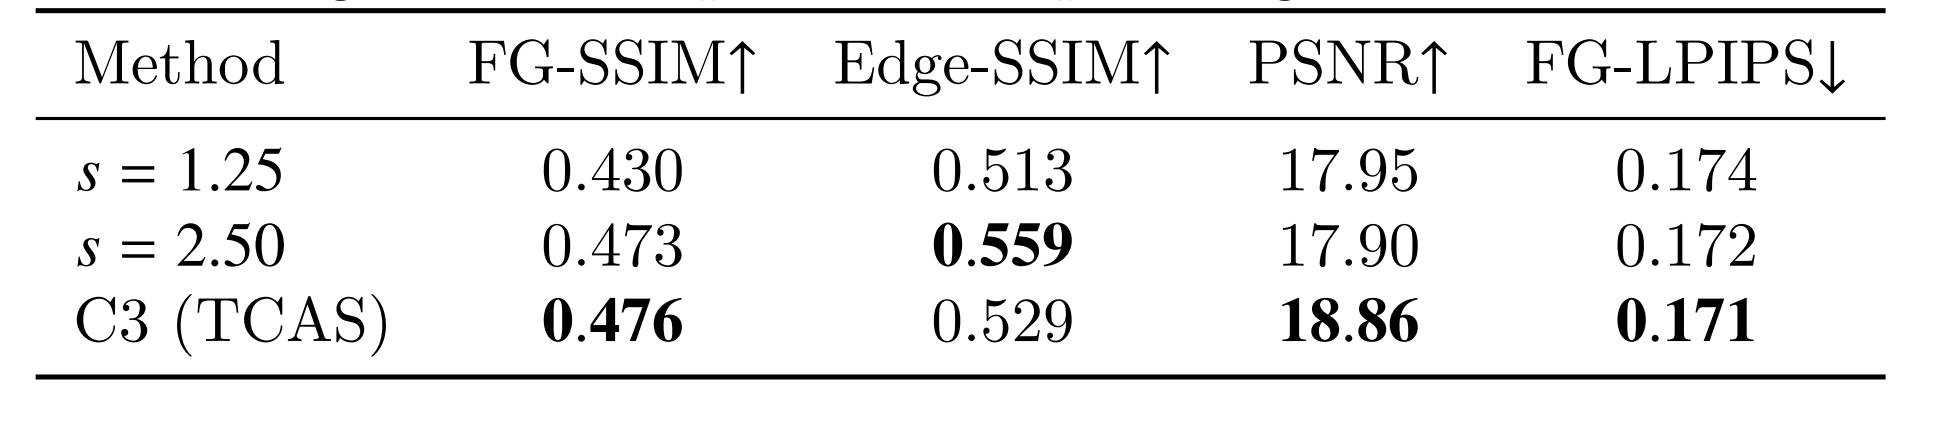 Method FG-SSIM↑ Edge-SSIM↑ PSNR↑ FG-LPIPS↓
s = 1.25 0.430 0.513 17.95 0.174
s = 2.50 0.473 0.559 17.90 0.172
C3 (TCAS) 0.476 0.529 18.86 0.171